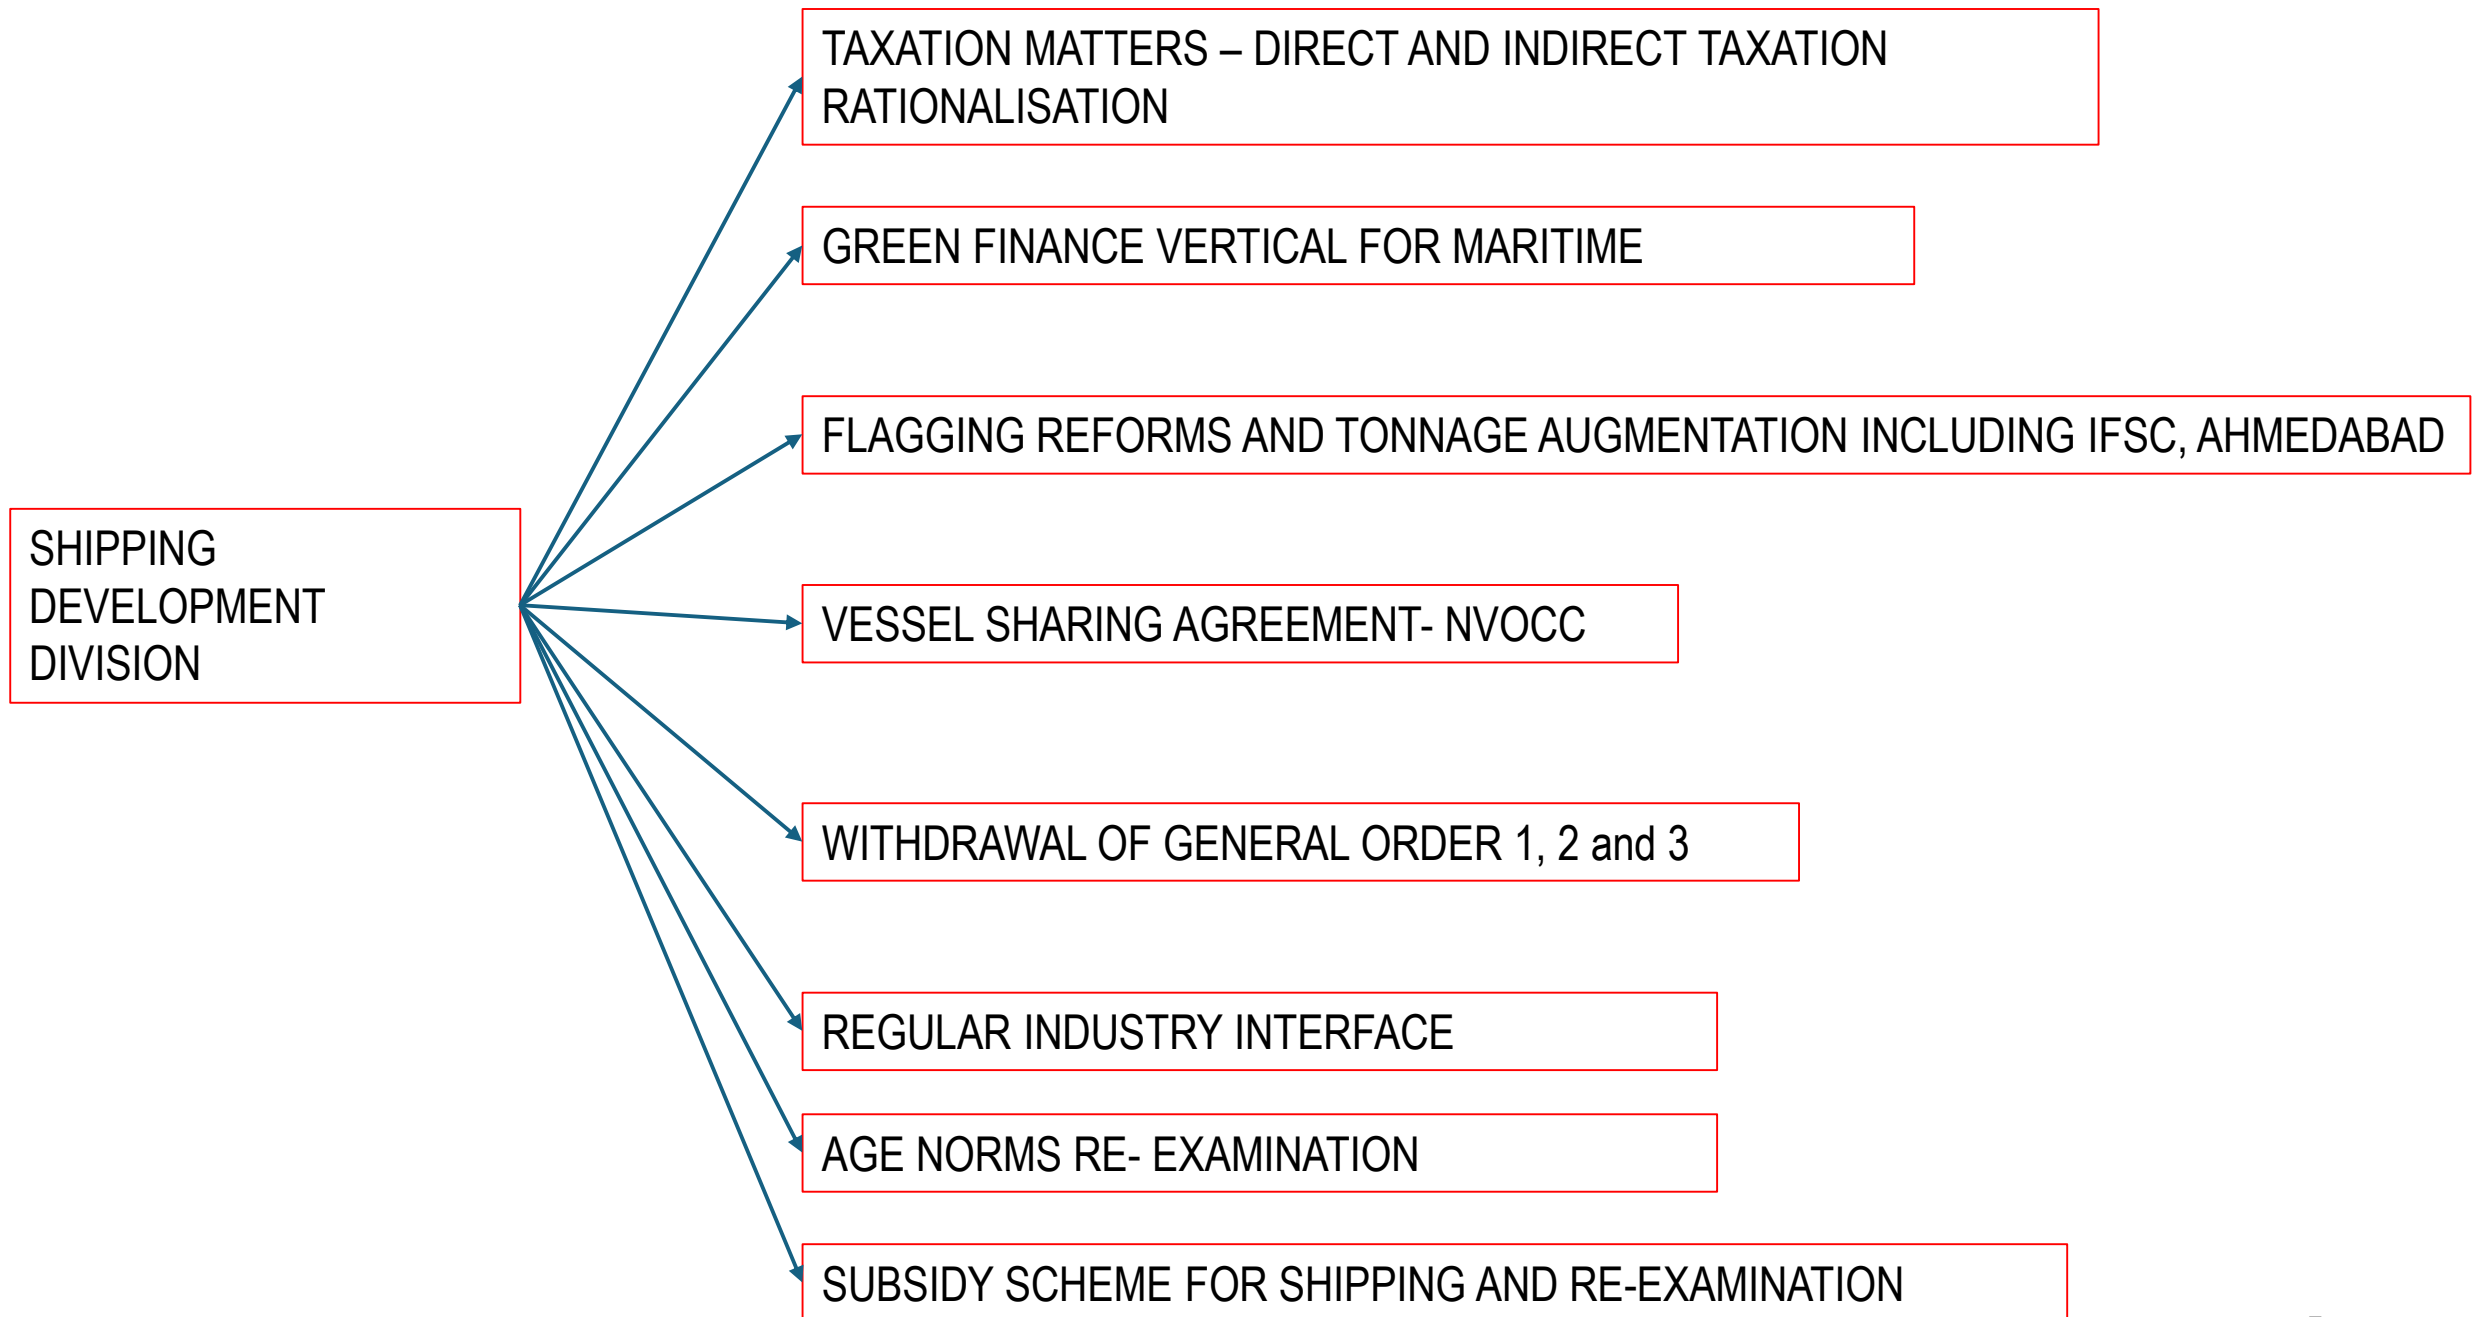 TAXATION MATTERS – DIRECT AND INDIRECT TAXATION
RATIONALISATION
GREEN FINANCE VERTICAL FOR MARITIME
FLAGGING REFORMS AND TONNAGE AUGMENTATION INCLUDING IFSC, AHMEDABAD
SHIPPING
DEVELOPMENT
DIVISION
VESSEL SHARING AGREEMENT- NVOCC
WITHDRAWAL OF GENERAL ORDER 1, 2 and 3
REGULAR INDUSTRY INTERFACE
AGE NORMS RE- EXAMINATION
SUBSIDY SCHEME FOR SHIPPING AND RE-EXAMINATION